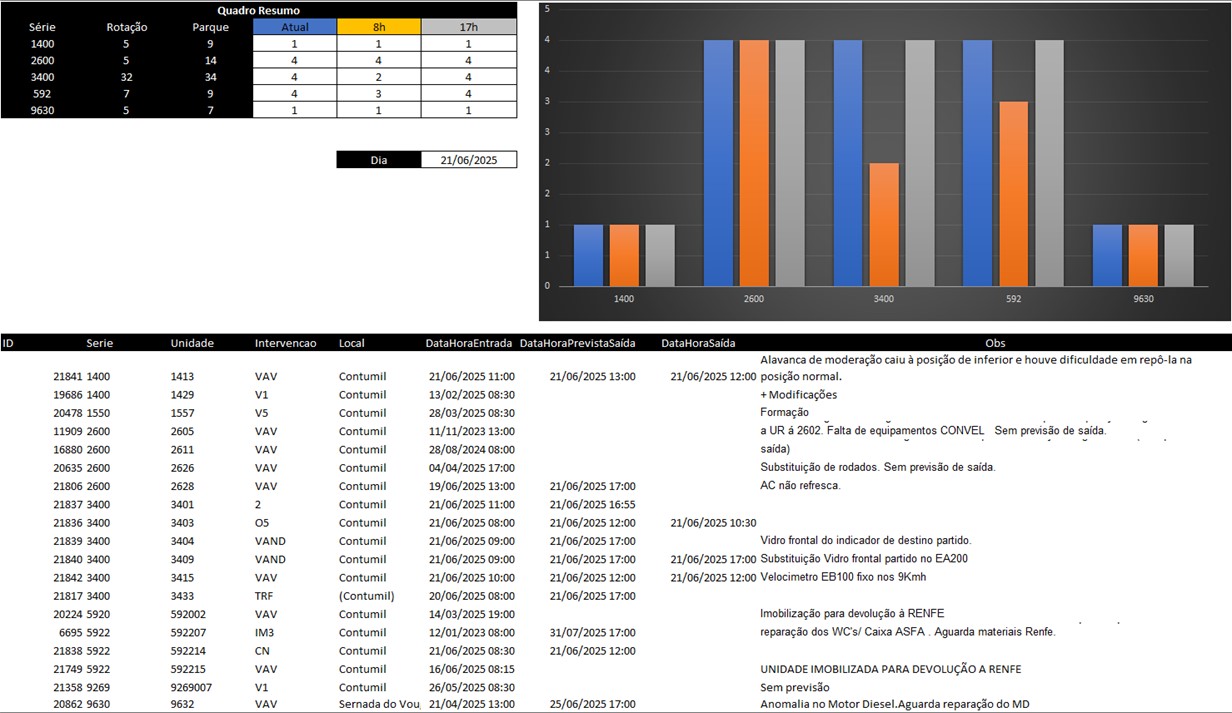 Quadro Resumo
Série Rotação Parque Atual 8h 17h
1400 5 9 1 1 1
2600 5 14 4 4 4
3400 32 34 4 2 4
592 7 9 4 3 4
9630 5 7 1 1 1
Dia 21/06/2025
5
4
4
3
3
2
2
1
1
0
1400 2600 3400 592 9630
ID Serie Unidade Intervencao Local DataHoraEntrada DataHoraPrevistaSaída DataHoraSaída Obs
Alavanca de moderação caiu à posição de inferior e houve dificuldade em repô-la na
21841 1400 1413 VAV Contumil 21/06/2025 11:00 21/06/2025 13:00 21/06/2025 12:00 posição normal.
19686 1400 1429 V1 Contumil 13/02/2025 08:30 + Modificações
20478 1550 1557 V5 Contumil 28/03/2025 08:30 Formação
11909 2600 2605 VAV Contumil 11/11/2023 13:00 a UR á 2602. Falta de equipamentos CONVEL Sem previsão de saída.
16880 2600 2611 VAV Contumil 28/08/2024 08:00 saída)
20635 2600 2626 VAV Contumil 04/04/2025 17:00 Substituição de rodados. Sem previsão de saída.
21806 2600 2628 VAV Contumil 19/06/2025 13:00 21/06/2025 17:00 AC não refresca.
21837 3400 3401 2 Contumil 21/06/2025 11:00 21/06/2025 16:55
21836 3400 3403 O5 Contumil 21/06/2025 08:00 21/06/2025 12:00 21/06/2025 10:30
21839 3400 3404 VAND Contumil 21/06/2025 09:00 21/06/2025 17:00 Vidro frontal do indicador de destino partido.
21840 3400 3409 VAND Contumil 21/06/2025 09:00 21/06/2025 17:00 21/06/2025 17:00 Substituição Vidro frontal partido no EA200
21842 3400 3415 VAV Contumil 21/06/2025 10:00 21/06/2025 12:00 21/06/2025 12:00 Velocimetro EB100 fixo nos 9Kmh
21817 3400 3433 TRF (Contumil) 20/06/2025 08:00 21/06/2025 17:00
20224 5920 592002 VAV Contumil 14/03/2025 19:00 Imobilização para devolução à RENFE
6695 5922 592207 IM3 Contumil 12/01/2023 08:00 31/07/2025 17:00 reparação dos WC's/ Caixa ASFA . Aguarda materiais Renfe.
21838 5922 592214 CN Contumil 21/06/2025 08:30 21/06/2025 12:00
21749 5922 592215 VAV Contumil 16/06/2025 08:15 UNIDADE IMOBILIZADA PARA DEVOLUÇÃO A RENFE
21358 9269 9269007 V1 Contumil 26/05/2025 08:30 Sem previsão
20862 9630 9632 VAV Sernada do Vou 21/04/2025 13:00 25/06/2025 17:00 Anomalia no Motor Diesel.Aguarda reparação do MD